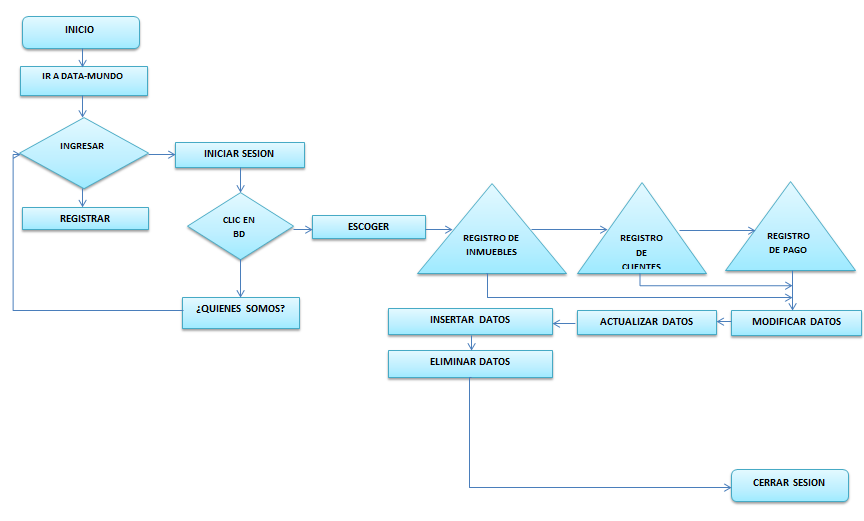 INICIO
IR A DATA-MUNDO
INGRESAR
INICIAR SESION
REGISTRAR
CLIC EN
BD
ESCOGER
REGISTRO DE
INMUEBLES
REGISTRO
DE
CLIENTES
REGISTRO
DE PAGO
¿QUIENES SOMOS?
INSERTAR DATOS
ACTUALIZAR DATOS
MODIFICAR DATOS
ELIMINAR DATOS
CERRAR SESION